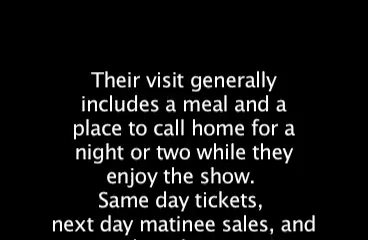 Their visit generally
includes a meal and a
place to call home for a
night or two while they
enjoy the show.
Same day tickets,
next day matinee sales, and